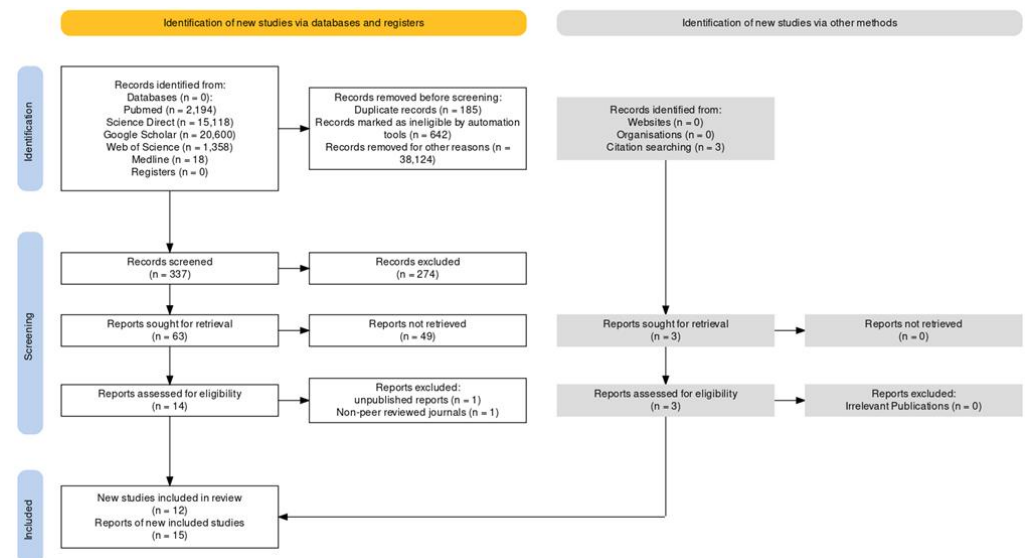 Identification of new studies via databases and registers
Identification of new studies via other methods
Identification
Records identified from:
Databases (n = 0):
Pubmed (n = 2,194)
Science Direct (n = 15,118)
Google Scholar (n = 20,600)
Web of Science (n = 1,358)
Medline (n = 18)
Registers (n = 0)
Records removed before screening:
Duplicate records (n = 185)
Records marked as ineligible by automation
tools (n = 642)
Records removed for other reasons (n =
38,124)
Records identified from:
Websites (n = 0)
Organisations (n = 0)
Citation searching (n = 3)
Screening
Records screened
(n = 337)
Records excluded
(n = 274)
Reports sought for retrieval
(n = 63)
Reports not retrieved
(n = 49)
Reports sought for retrieval
(n = 3)
Reports not retrieved
(n = 0)
Reports assessed for eligibility
(n = 14)
Reports excluded:
unpublished reports (n = 1)
Non-peer reviewed journals (n = 1)
Reports assessed for eligibility
(n = 3)
Reports excluded:
Irrelevant Publications (n = 0)
Included
New studies included in review
(n = 12)
Reports of new included studies
(n = 15)